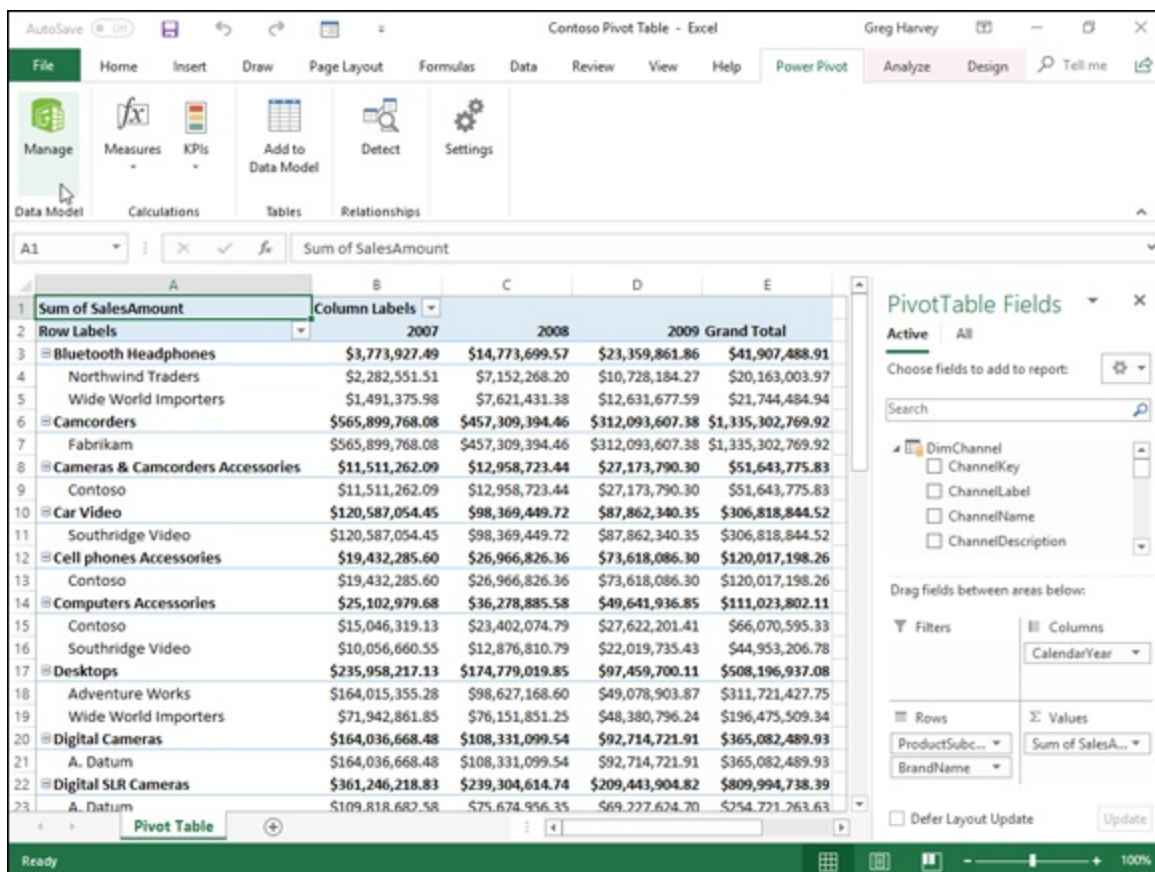 AutoSave Off Contoso Pivot Table - Excel Greg Harvey
File Home Insert Draw Page Layout Formulas Data Review View Help Power Pivot Analyze Design Tell me
Manage Measures KPIs Add to Data Model Detect Settings
Data Model Calculations Tables Relationships
A1 fx Sum of SalesAmount
A B C D E
1 Sum of SalesAmount Column Labels
2 Row Labels 2007 2008 2009 Grand Total
3 Bluetooth Headphones $3,773,927.49 $14,773,699.57 $23,359,861.86 $41,907,488.91
4 Northwind Traders $2,282,551.51 $7,152,268.20 $10,728,184.27 $20,163,003.97
5 Wide World Importers $1,491,375.98 $7,621,431.38 $12,631,677.59 $21,744,484.94
6 Camcorders $565,899,768.08 $457,309,394.46 $312,093,607.38 $1,335,302,769.92
7 Fabrikam $565,899,768.08 $457,309,394.46 $312,093,607.38 $1,335,302,769.92
8 Cameras & Camcorders Accessories $11,511,262.09 $12,958,723.44 $27,173,790.30 $51,643,775.83
9 Contoso $11,511,262.09 $12,958,723.44 $27,173,790.30 $51,643,775.83
10 Car Video $120,587,054.45 $98,369,449.72 $87,862,340.35 $306,818,844.52
11 Southridge Video $120,587,054.45 $98,369,449.72 $87,862,340.35 $306,818,844.52
12 Cell phones Accessories $19,432,285.60 $26,966,826.36 $73,618,086.30 $120,017,198.26
13 Contoso $19,432,285.60 $26,966,826.36 $73,618,086.30 $120,017,198.26
14 Computers Accessories $25,102,979.68 $36,278,885.58 $49,641,936.85 $111,023,802.11
15 Contoso $15,046,319.13 $23,402,074.79 $27,622,201.41 $66,070,595.33
16 Southridge Video $10,056,660.55 $12,876,810.79 $22,019,735.43 $44,953,206.78
17 Desktops $235,958,217.13 $174,779,019.85 $97,459,700.11 $508,196,937.08
18 Adventure Works $164,015,355.28 $98,627,168.60 $49,078,903.87 $311,721,427.75
19 Wide World Importers $71,942,861.85 $76,151,851.25 $48,380,796.24 $196,475,509.34
20 Digital Cameras $164,036,668.48 $108,331,099.54 $92,714,721.91 $365,082,489.93
21 A. Datum $164,036,668.48 $108,331,099.54 $92,714,721.91 $365,082,489.93
22 Digital SLR Cameras $361,246,218.83 $239,304,614.74 $209,443,904.82 $809,994,738.39
23 A. Datum $109,818,682.58 $75,674,956.35 $69,227,624.70 $254,721,263.63
PivotTable Fields
Active All
Choose fields to add to report:
Search
DimChannel
ChannelKey
ChannelLabel
ChannelName
ChannelDescription
Drag fields between areas below:
Filters Columns
CalendarYear
Rows Σ Values
ProductSubc... Sum of SalesA...
BrandName
Defer Layout Update Update
Pivot Table
Ready 100%